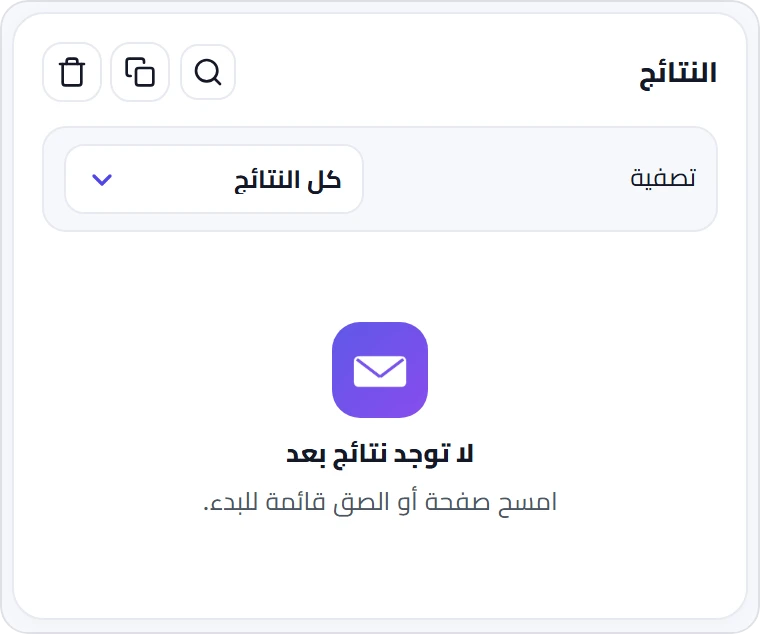 النتائج
تصفية
كل النتائج
لا توجد نتائج بعد
امسح صفحة أو الصق قائمة للبدء.